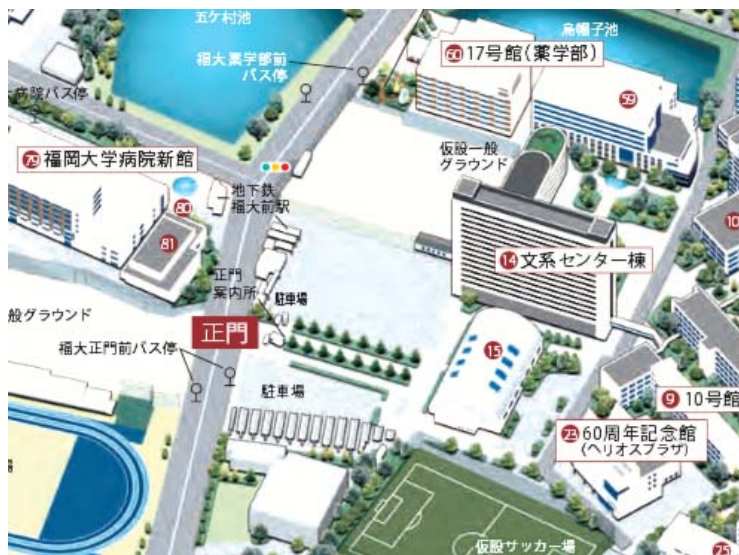 五ケ村池
烏帽子池
60 17号館(薬学部)
福大薬学部前
バス停
病院バス停
59
79 福岡大学病院新館
仮設一般
グラウンド
地下鉄
福大前駅
80
81
10
14 文系センター棟
正門
案内所
駐車場
般グラウンド
正門
福大正門前バス停
15
駐車場
9 10号館
23 60周年記念館
(ヘリオスプラザ)
仮設サッカー場
25